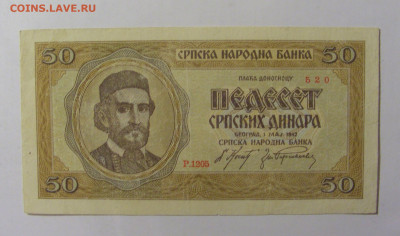 COINS.LAVE.RU
50 СРПСКА НАРОДНА БАНКА 50
ПЛАЋА ДОНОСИОЦУ
Б 2 0
ПЕДЕСЕТ
СРПСКИХ ДИНАРА
БЕОГРАД, 1 МАЈ 1942
СРПСКА НАРОДНА БАНКА
Р.1205
50 50